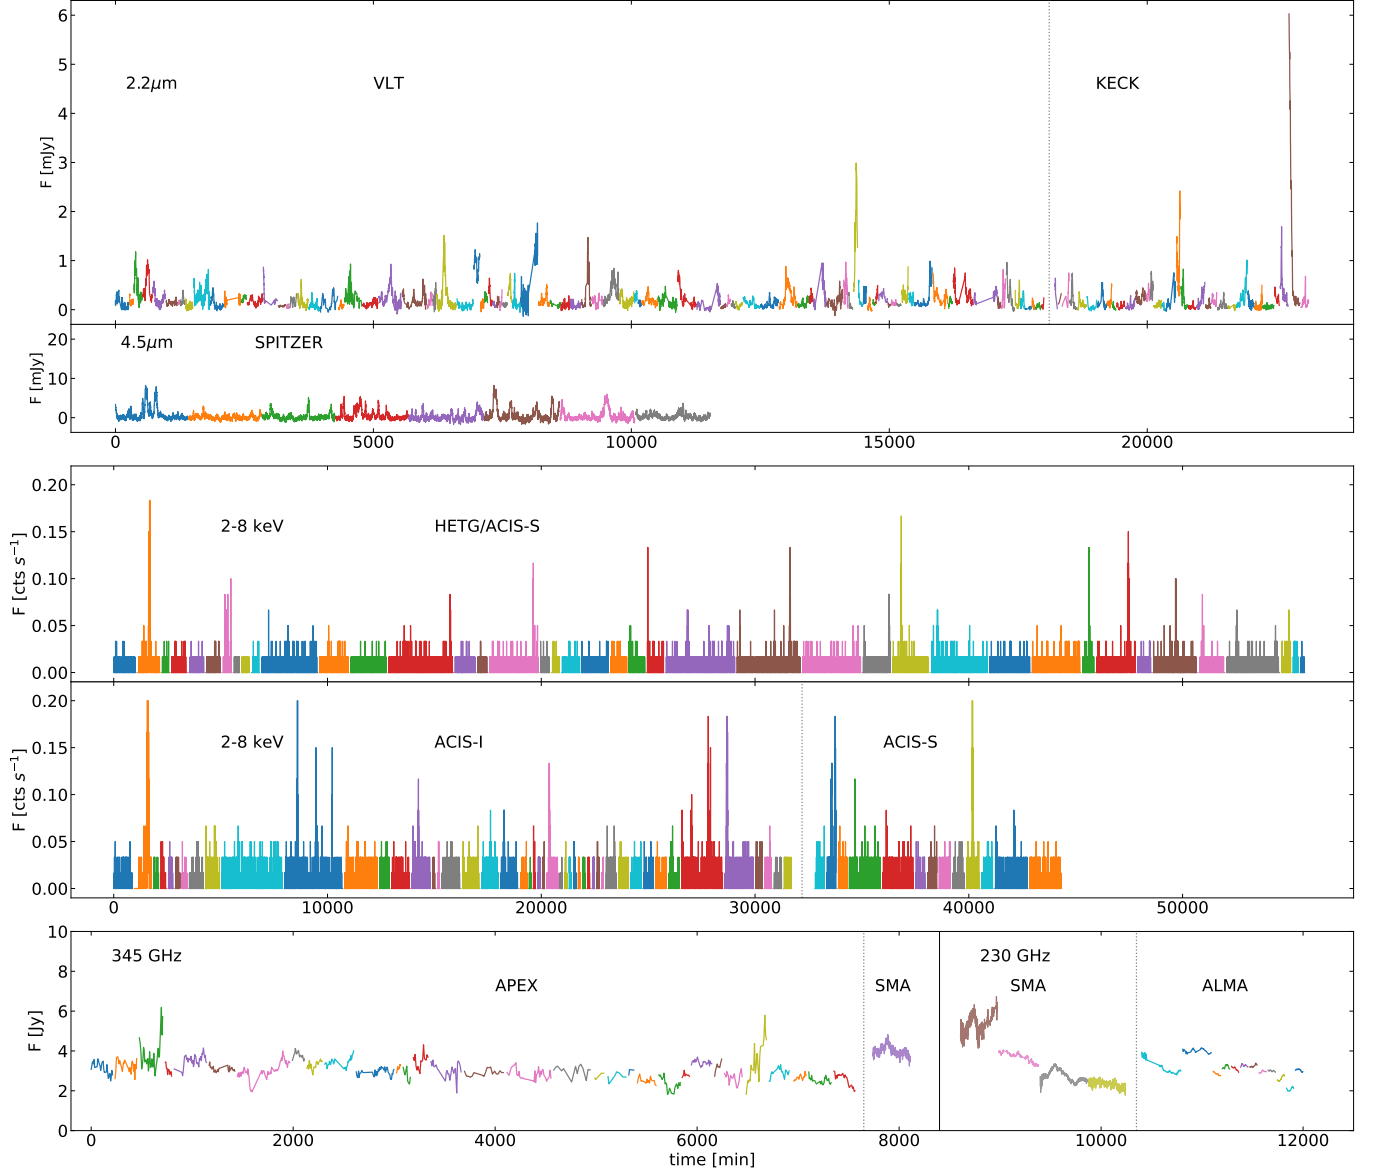 6
5
4
3
2
1
0
F [mJy]
2.2μm
VLT
KECK
20
10
0
F [mJy]
4.5μm
SPITZER
0
5000
10000
15000
20000
0.20
0.15
0.10
0.05
0.00
F [cts s⁻¹]
2-8 keV
HETG/ACIS-S
0.20
0.15
0.10
0.05
0.00
F [cts s⁻¹]
2-8 keV
ACIS-I
ACIS-S
0
10000
20000
30000
40000
50000
10
8
6
4
2
0
F [Jy]
345 GHz
230 GHz
APEX
SMA
SMA
ALMA
0
2000
4000
6000
8000
10000
12000
time [min]